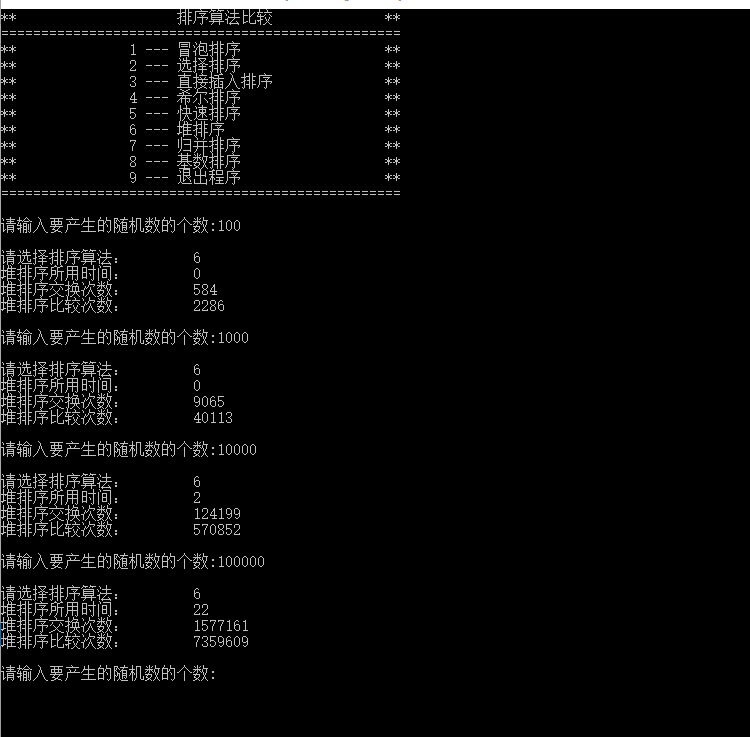 ** 排序算法比较 **
==================================================
** 1 --- 冒泡排序 **
** 2 --- 选择排序 **
** 3 --- 直接插入排序 **
** 4 --- 希尔排序 **
** 5 --- 快速排序 **
** 6 --- 堆排序 **
** 7 --- 归并排序 **
** 8 --- 基数排序 **
** 9 --- 退出程序 **
==================================================
请输入要产生的随机数的个数:100
请选择排序算法: 6
堆排序所用时间: 0
堆排序交换次数: 584
堆排序比较次数: 2286
请输入要产生的随机数的个数:1000
请选择排序算法: 6
堆排序所用时间: 0
堆排序交换次数: 9065
堆排序比较次数: 40113
请输入要产生的随机数的个数:10000
请选择排序算法: 6
堆排序所用时间: 2
堆排序交换次数: 124199
堆排序比较次数: 570852
请输入要产生的随机数的个数:100000
请选择排序算法: 6
堆排序所用时间: 22
堆排序交换次数: 1577161
堆排序比较次数: 7359609
请输入要产生的随机数的个数: